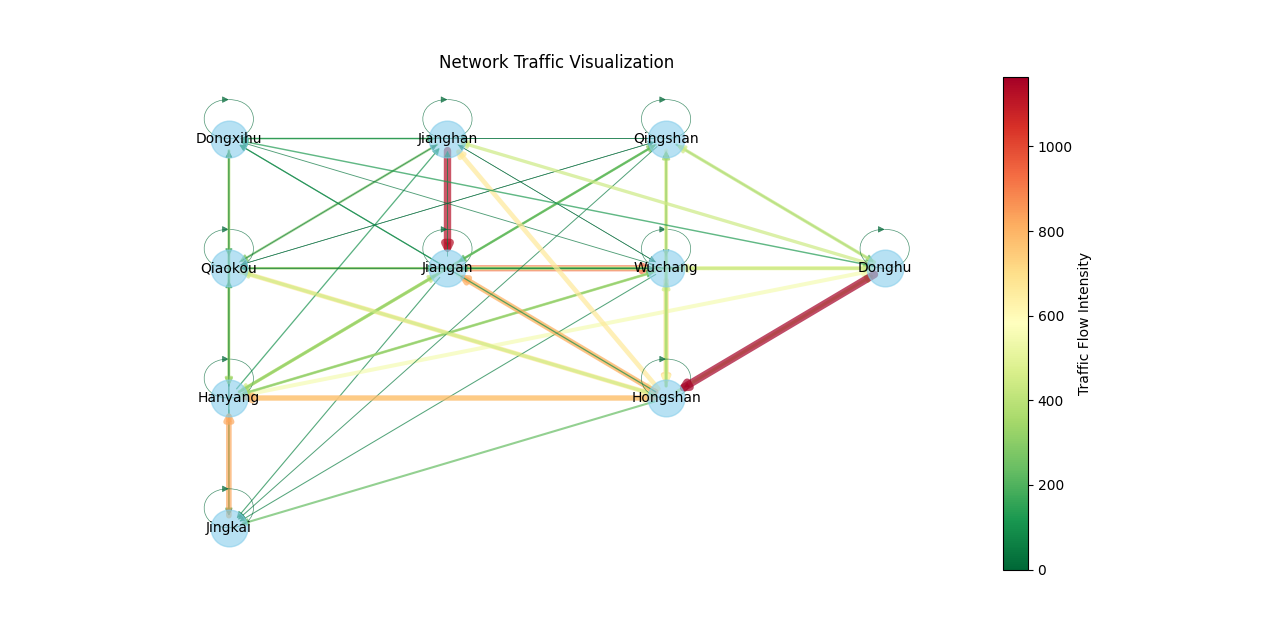 Network Traffic Visualization
Dongxihu
Jianghan
Qingshan
Qiaokou
Jiangan
Wuchang
Donghu
Hanyang
Hongshan
Jingkai
1000
800
600
400
200
0
Traffic Flow Intensity